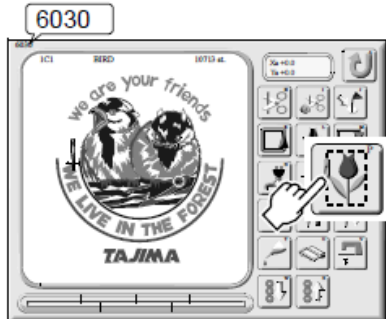 6030
6030
1C1 BIRD 10713 st.
Xa +0.0
Ya +0.0
we are your friends
WE LIVE IN THE FOREST
TAJIMA